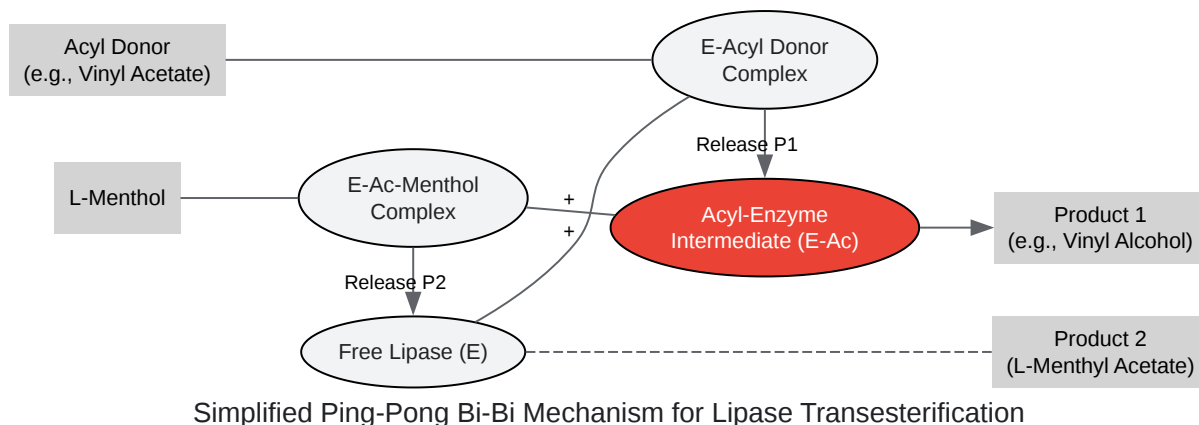 Acyl Donor
(e.g., Vinyl Acetate)
E-Acyl Donor
Complex
Release P1
L-Menthol
E-Ac-Menthol
Complex
+
+
Acyl-Enzyme
Intermediate (E-Ac)
Product 1
(e.g., Vinyl Alcohol)
Release P2
Free Lipase (E)
Product 2
(L-Menthyl Acetate)
Simplified Ping-Pong Bi-Bi Mechanism for Lipase Transesterification